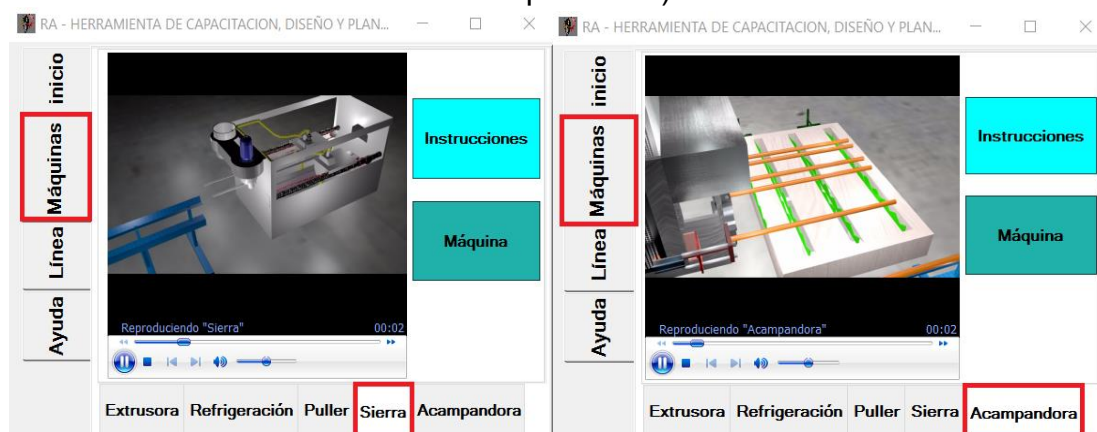 RA - HERRAMIENTA DE CAPACITACION, DISEÑO Y PLAN...
inicio
Máquinas
Línea
Ayuda
Instrucciones
Máquina
Reproduciendo "Sierra"
00:02
Extrusora Refrigeración Puller Sierra Acampandora
RA - HERRAMIENTA DE CAPACITACION, DISEÑO Y PLAN...
inicio
Máquinas
Línea
Ayuda
Instrucciones
Máquina
Reproduciendo "Acampandora"
00:02
Extrusora Refrigeración Puller Sierra Acampandora